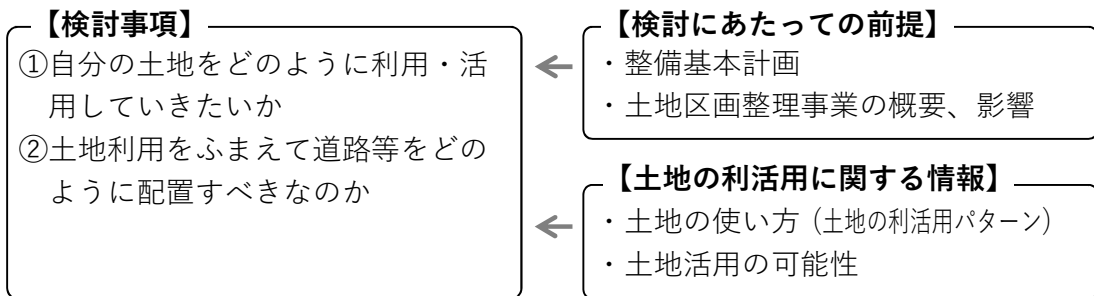 【検討事項】
①自分の土地をどのように利用・活
用していきたいか
②土地利用をふまえて道路等をどの
ように配置すべきなのか
【検討にあたっての前提】
・整備基本計画
・土地区画整理事業の概要、影響
【土地の利活用に関する情報】
・土地の使い方（土地の利活用パターン）
・土地活用の可能性